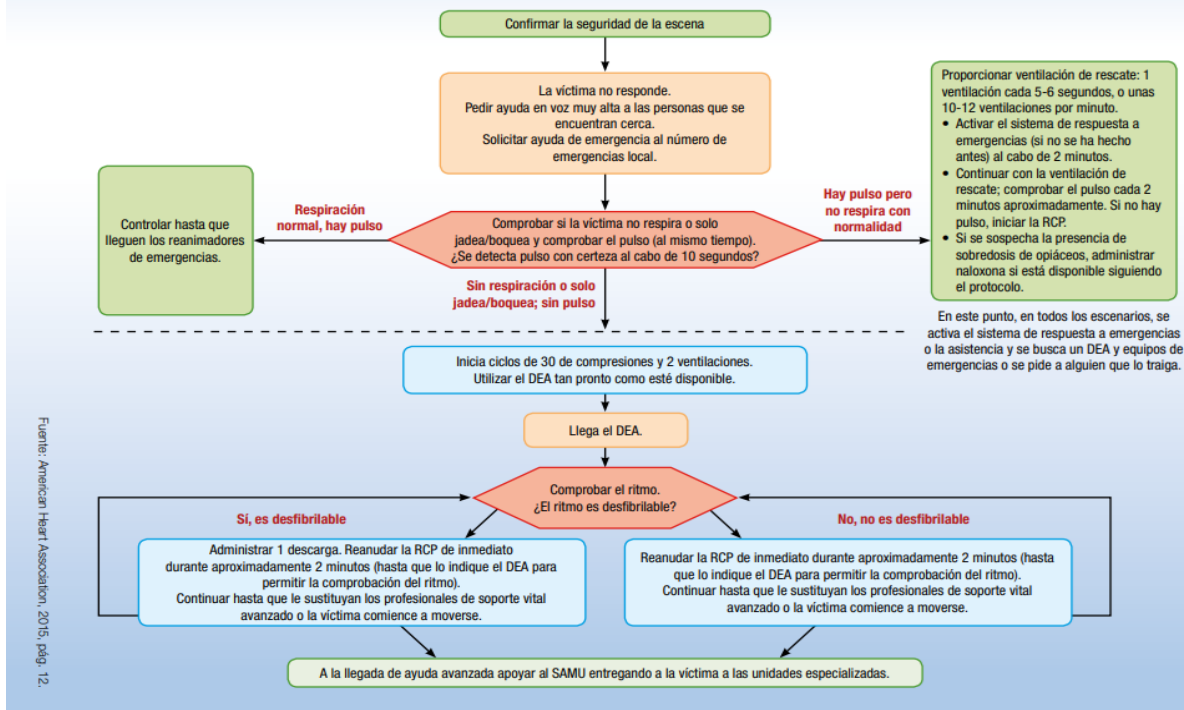 Confirmar la seguridad de la escena
La víctima no responde.
Pedir ayuda en voz muy alta a las personas que se
encuentran cerca.
Solicitar ayuda de emergencia al número de
emergencias local.
Proporcionar ventilación de rescate: 1
ventilación cada 5-6 segundos, o unas
10-12 ventilaciones por minuto.
• Activar el sistema de respuesta a
emergencias (si no se ha hecho
antes) al cabo de 2 minutos.
• Continuar con la ventilación de
rescate; comprobar el pulso cada 2
minutos aproximadamente. Si no hay
pulso, iniciar la RCP.
• Si se sospecha la presencia de
sobredosis de opiáceos, administrar
naloxona si está disponible siguiendo
el protocolo.
Controlar hasta que
lleguen los reanimadores
de emergencias.
Respiración
normal, hay pulso
Comprobar si la víctima no respira o solo
jadea/boquea y comprobar el pulso (al mismo tiempo).
¿Se detecta pulso con certeza al cabo de 10 segundos?
Hay pulso pero
no respira con
normalidad
Sin respiración o solo
jadea/boquea; sin pulso
En este punto, en todos los escenarios, se
activa el sistema de respuesta a emergencias
o la asistencia y se busca un DEA y equipos de
emergencias o se pide a alguien que lo traiga.
Inicia ciclos de 30 de compresiones y 2 ventilaciones.
Utilizar el DEA tan pronto como esté disponible.
Llega el DEA.
Comprobar el ritmo.
¿El ritmo es desfibrilable?
Sí, es desfibrilable
No, no es desfibrilable
Administrar 1 descarga. Reanudar la RCP de inmediato
durante aproximadamente 2 minutos (hasta que lo indique el DEA para
permitir la comprobación del ritmo).
Continuar hasta que le sustituyan los profesionales de soporte vital
avanzado o la víctima comience a moverse.
Reanudar la RCP de inmediato durante aproximadamente 2 minutos (hasta
que lo indique el DEA para permitir la comprobación del ritmo).
Continuar hasta que le sustituyan los profesionales de soporte vital
avanzado o la víctima comience a moverse.
A la llegada de ayuda avanzada apoyar al SAMU entregando a la víctima a las unidades especializadas.
Fuente: American Heart Association, 2015, pág. 12.